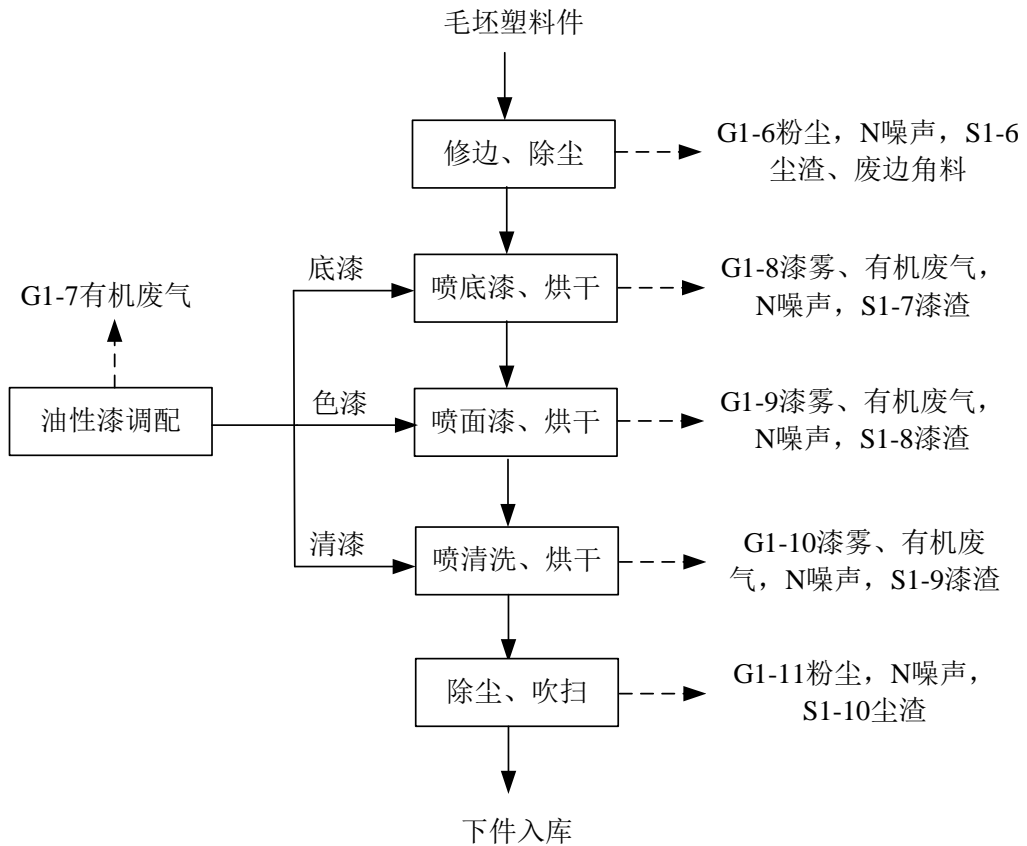 毛坯塑料件
修边、除尘
G1-6粉尘，N噪声，S1-6
尘渣、废边角料
底漆
喷底漆、烘干
G1-8漆雾、有机废气，
N噪声，S1-7漆渣
G1-7有机废气
油性漆调配
色漆
喷面漆、烘干
G1-9漆雾、有机废气，
N噪声，S1-8漆渣
清漆
喷清洗、烘干
G1-10漆雾、有机废
气，N噪声，S1-9漆渣
除尘、吹扫
G1-11粉尘，N噪声，
S1-10尘渣
下件入库